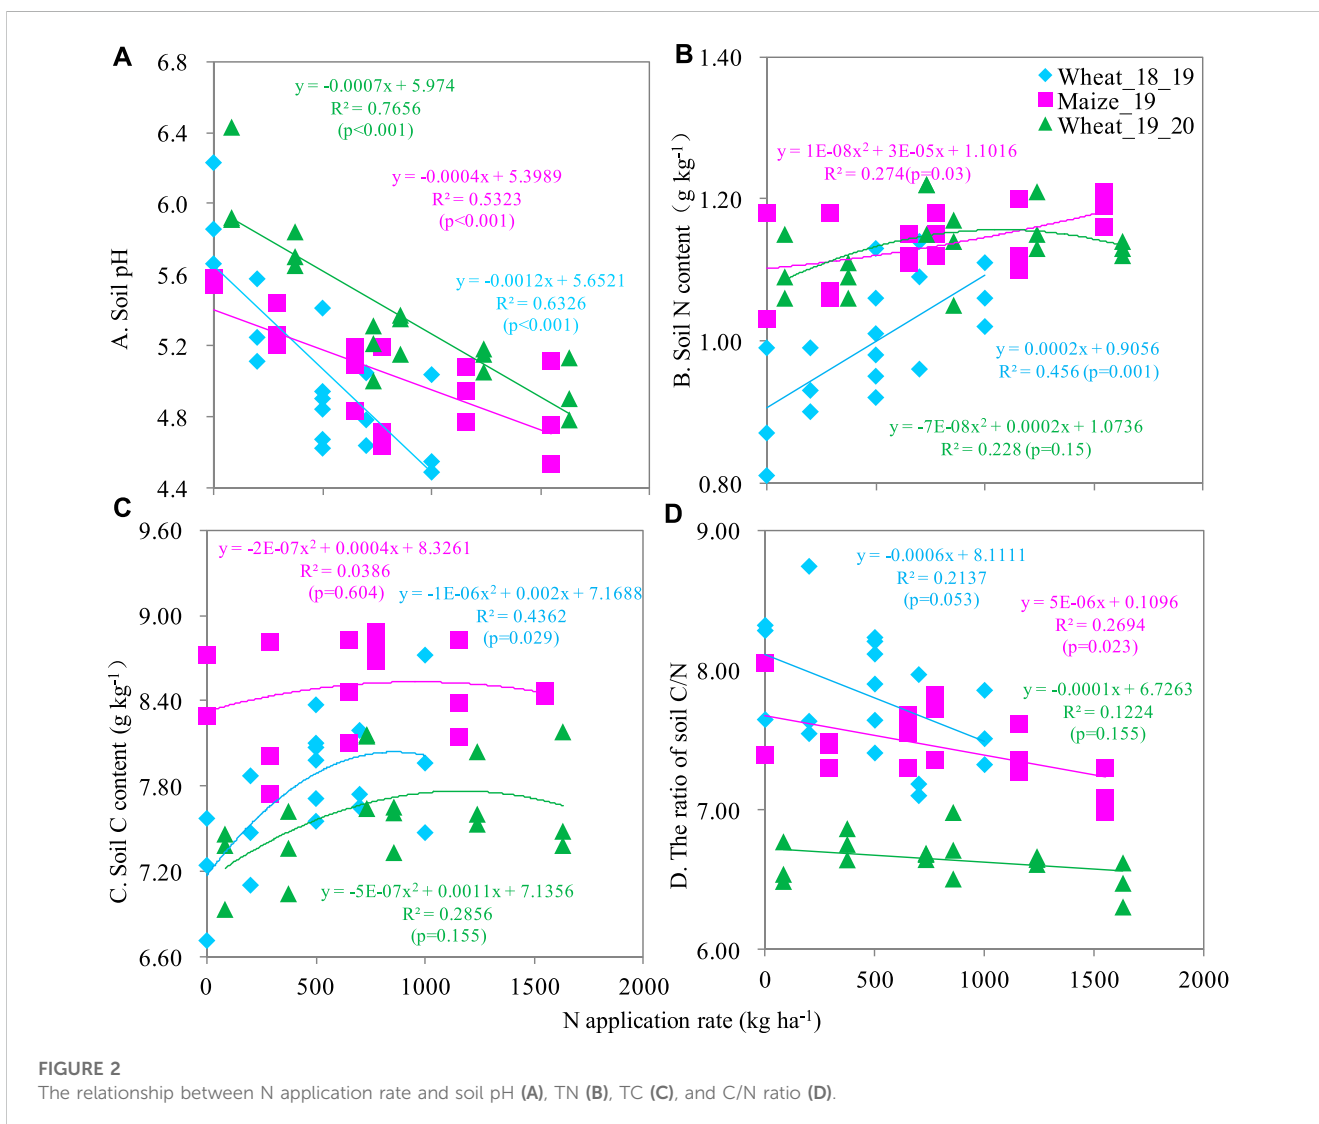 A
A. Soil pH
6.8
6.4
6.0
5.6
5.2
4.8
4.4
y = -0.0007x + 5.974
R² = 0.7656
(p<0.001)
y = -0.0004x + 5.3989
R² = 0.5323
(p<0.001)
y = -0.0012x + 5.6521
R² = 0.6326
(p<0.001)
B
B. Soil N content (g kg⁻¹)
1.40
1.20
1.00
0.80
Wheat_18_19
Maize_19
Wheat_19_20
y = 1E-08x² + 3E-05x + 1.1016
R² = 0.274(p=0.03)
y = 0.0002x + 0.9056
R² = 0.456 (p=0.001)
y = -7E-08x² + 0.0002x + 1.0736
R² = 0.228 (p=0.15)
C
C. Soil C content (g kg⁻¹)
9.60
9.00
8.40
7.80
7.20
6.60
y = -2E-07x² + 0.0004x + 8.3261
R² = 0.0386
(p=0.604)
y = -1E-06x² + 0.002x + 7.1688
R² = 0.4362
(p=0.029)
y = -5E-07x² + 0.0011x + 7.1356
R² = 0.2856
(p=0.155)
0 500 1000 1500 2000
D
D. The ratio of soil C/N
9.00
8.00
7.00
6.00
y = -0.0006x + 8.1111
R² = 0.2137
(p=0.053)
y = 5E-06x + 0.1096
R² = 0.2694
(p=0.023)
y = -0.0001x + 6.7263
R² = 0.1224
(p=0.155)
0 500 1000 1500 2000
N application rate (kg ha⁻¹)
FIGURE 2
The relationship between N application rate and soil pH (A), TN (B), TC (C), and C/N ratio (D).